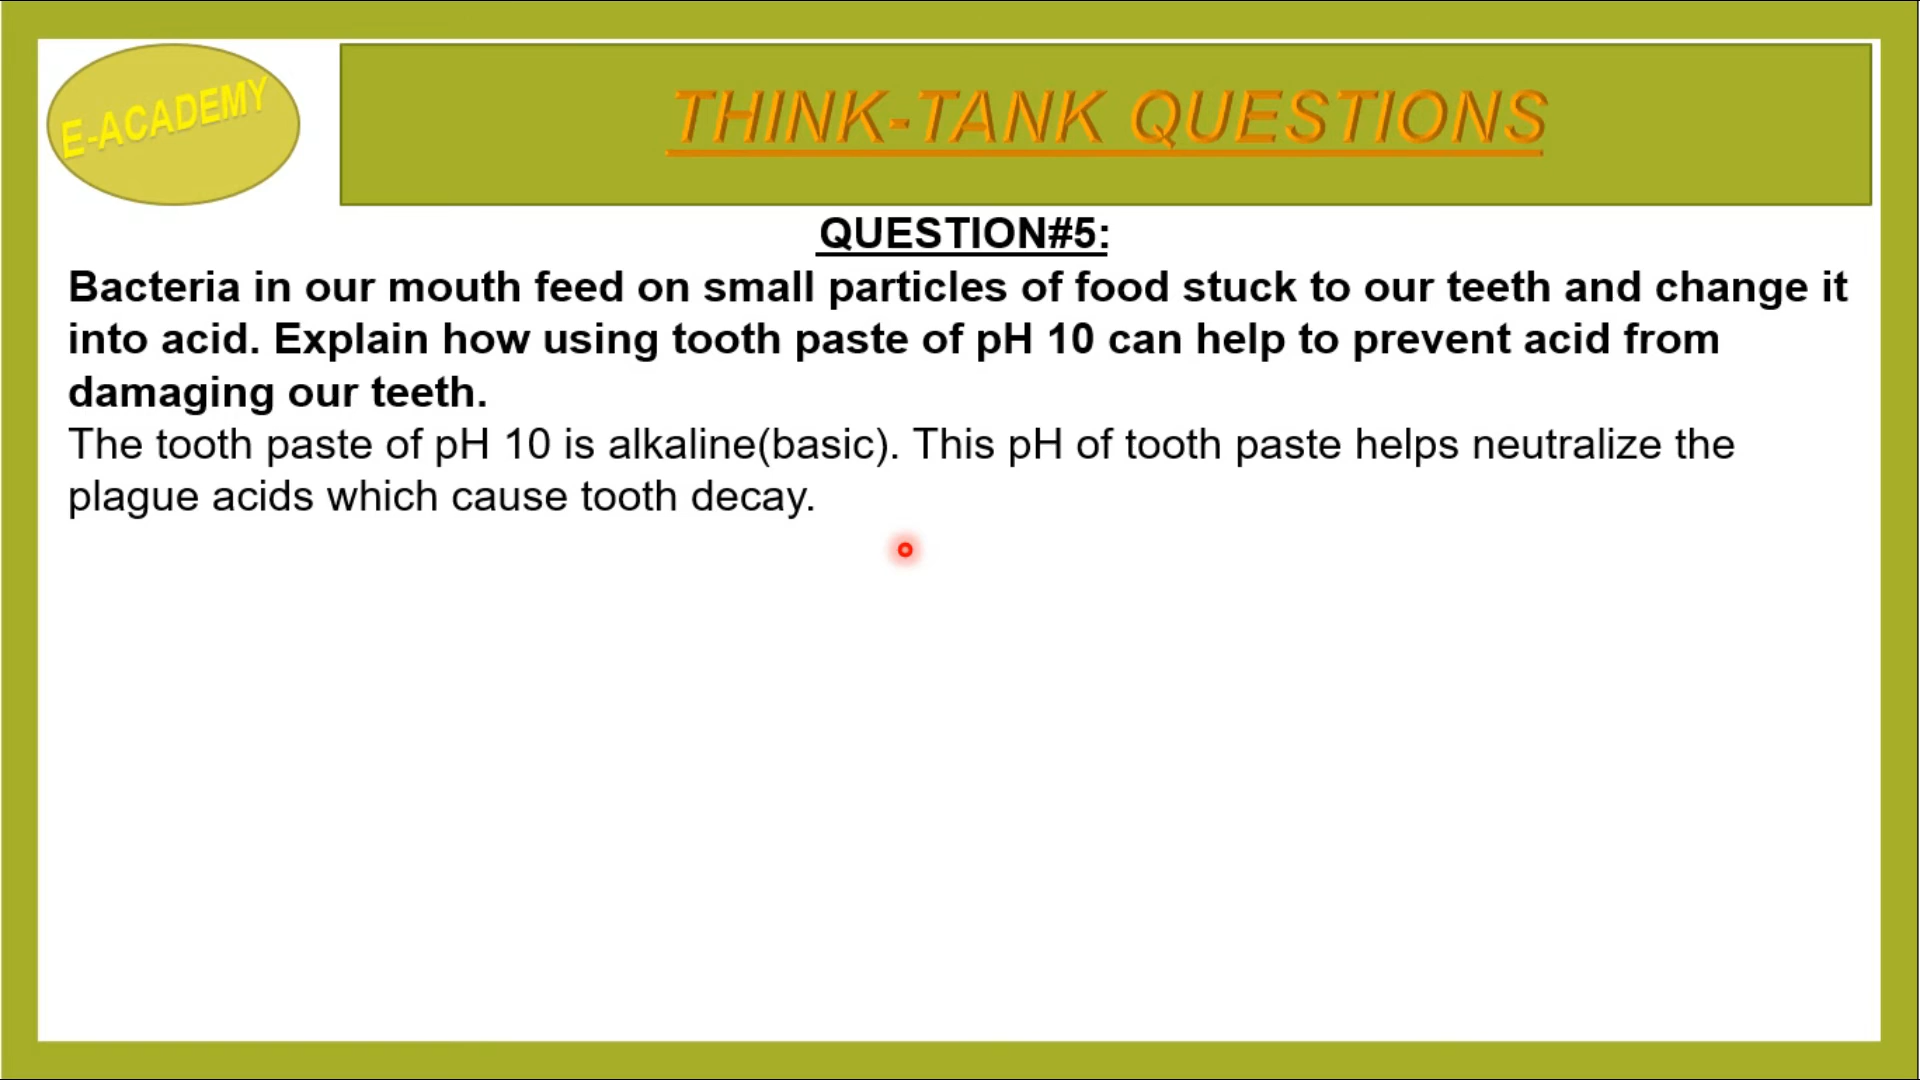 E-ACADEMY
THINK-TANK QUESTIONS
QUESTION#5:
Bacteria in our mouth feed on small particles of food stuck to our teeth and change it
into acid. Explain how using tooth paste of pH 10 can help to prevent acid from
damaging our teeth.
The tooth paste of pH 10 is alkaline(basic). This pH of tooth paste helps neutralize the
plague acids which cause tooth decay.